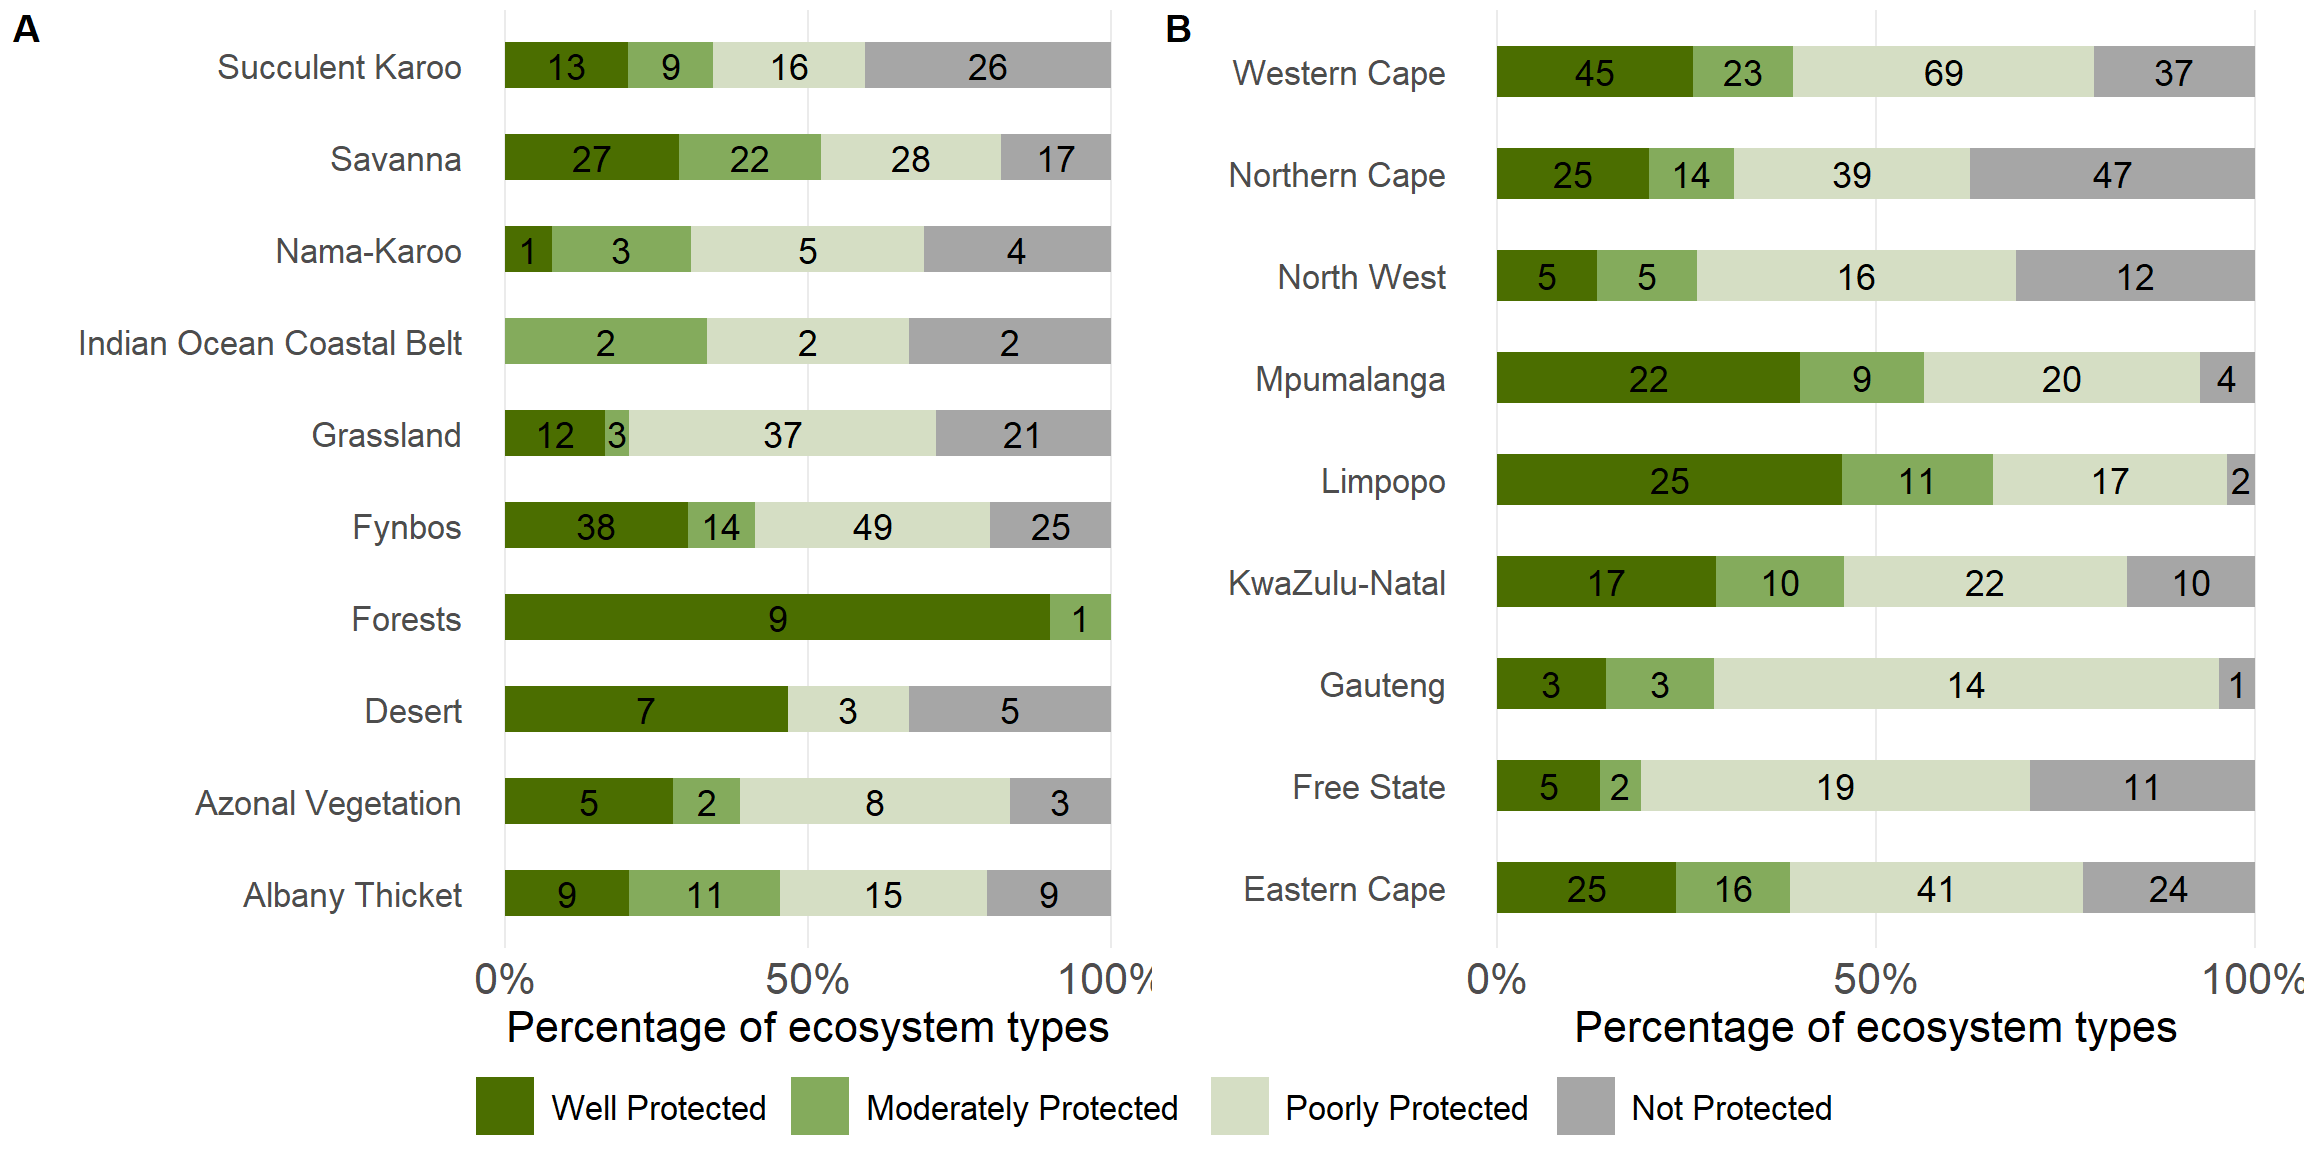 A
Succulent Karoo 13 9 16 26
Savanna 27 22 28 17
Nama-Karoo 1 3 5 4
Indian Ocean Coastal Belt 2 2 2
Grassland 12 3 37 21
Fynbos 38 14 49 25
Forests 9 1
Desert 7 3 5
Azonal Vegetation 5 2 8 3
Albany Thicket 9 11 15 9
0% 50% 100%
Percentage of ecosystem types
B
Western Cape 45 23 69 37
Northern Cape 25 14 39 47
North West 5 5 16 12
Mpumalanga 22 9 20 4
Limpopo 25 11 17 2
KwaZulu-Natal 17 10 22 10
Gauteng 3 3 14 1
Free State 5 2 19 11
Eastern Cape 25 16 41 24
0% 50% 100%
Percentage of ecosystem types
Well Protected Moderately Protected Poorly Protected Not Protected